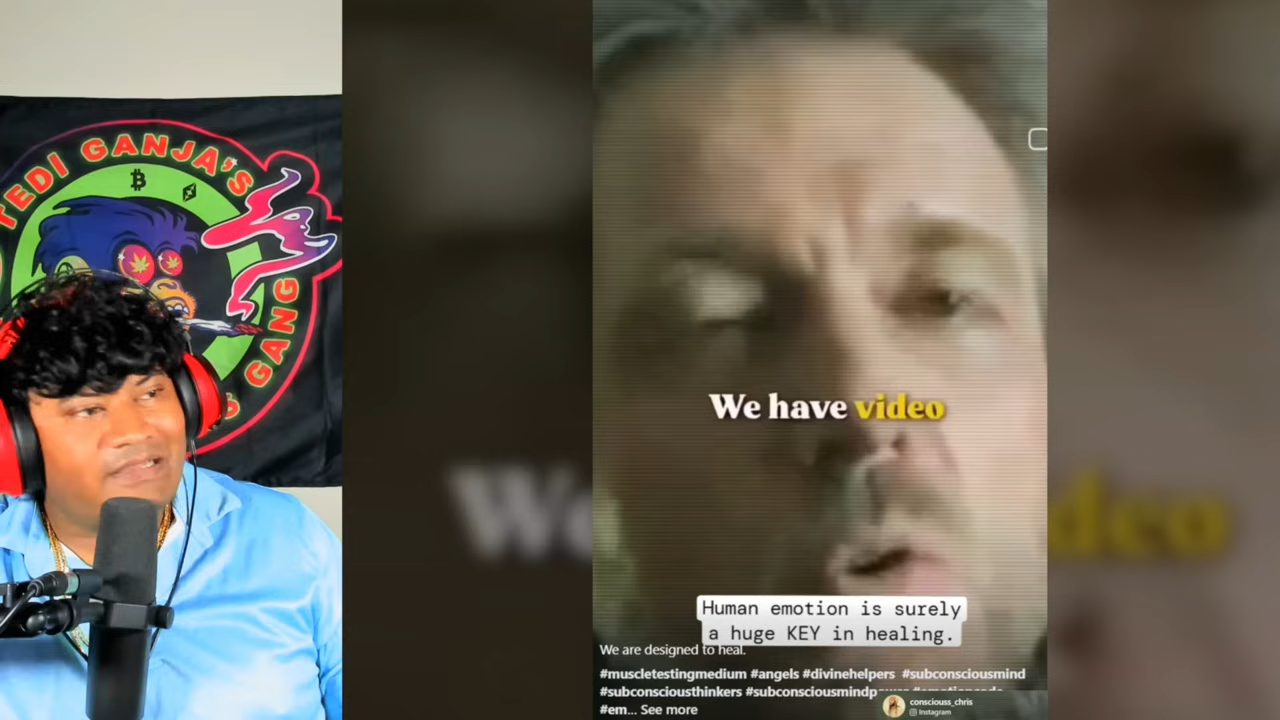 TEDI GANJA'S
GANG
We have video
Human emotion is surely
a huge KEY in healing.
We are designed to heal.
#muscletestingmedium #angels #divinehelpers #subconsciousmind
#subconsciousthinkers
#em... See more
consciouss_chris
Instagram